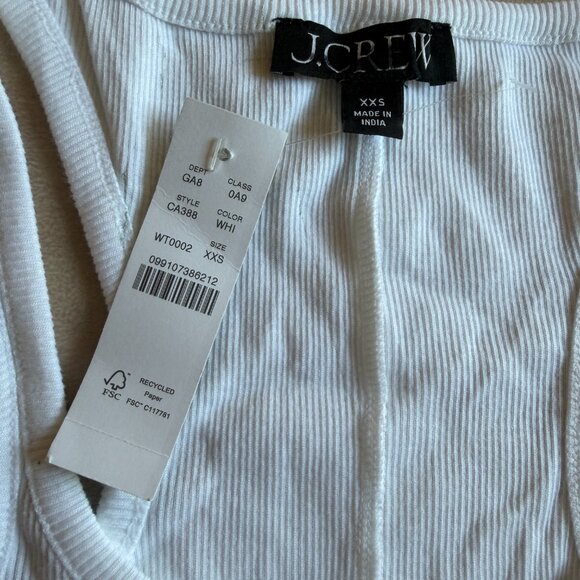 J.CREW
XXS
MADE IN
INDIA
DEPT CLASS
GA8 0A9
STYLE COLOR
CA388 WHI
SIZE
WT0002 XXS
099107386212
FSC
RECYCLED
Paper
FSC™ C117781